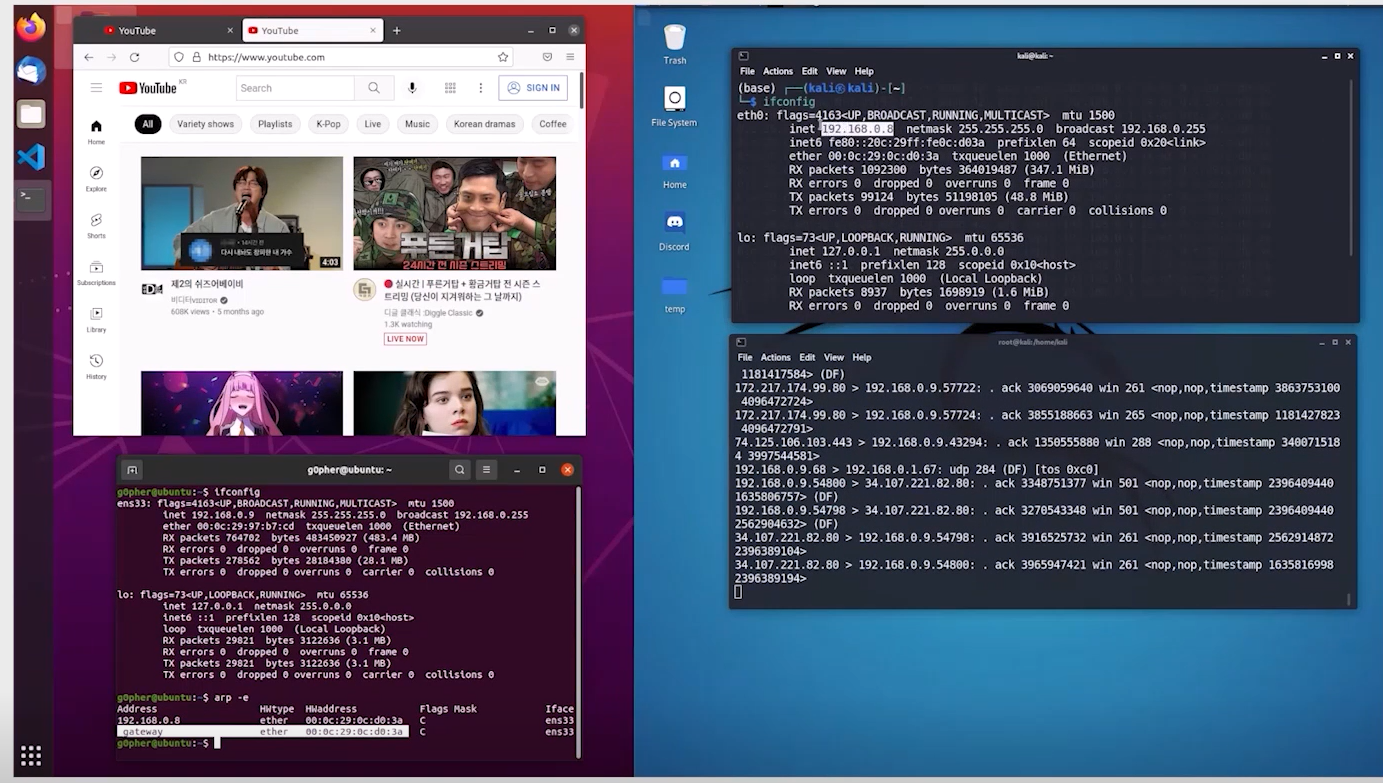 YouTube
YouTube
https://www.youtube.com
YouTube KR
Search
SIGN IN
All
Variety shows
Playlists
K-Pop
Live
Music
Korean dramas
Coffee
Home
Explore
Shorts
Subscriptions
Library
History
다시 내놔도 창피한 내 가수
4:03
푸른거탑
24시간 전 시즌 스트리밍
제2의 쉬즈어베이비
비디터VIDITOR
608K views • 5 months ago
실시간 | 푸른거탑 + 황금거탑 전 시즌 스
트리밍 (당신이 지겨워하는 그 날까지)
디글 클래식 :Diggle Classic
1.3K watching
LIVE NOW
g0pher@ubuntu: ~
g0pher@ubuntu:~$ ifconfig
ens33: flags=4163<UP,BROADCAST,RUNNING,MULTICAST>  mtu 1500
inet 192.168.0.9  netmask 255.255.255.0  broadcast 192.168.0.255
ether 00:0c:29:97:b7:cd  txqueuelen 1000  (Ethernet)
RX packets 764702  bytes 483450927 (483.4 MB)
RX errors 0  dropped 0  overruns 0  frame 0
TX packets 278562  bytes 28184380 (28.1 MB)
TX errors 0  dropped 0 overruns 0  carrier 0  collisions 0
lo: flags=73<UP,LOOPBACK,RUNNING>  mtu 65536
inet 127.0.0.1  netmask 255.0.0.0
inet6 ::1  prefixlen 128  scopeid 0x10<host>
loop  txqueuelen 1000  (Local Loopback)
RX packets 29821  bytes 3122636 (3.1 MB)
RX errors 0  dropped 0  overruns 0  frame 0
TX packets 29821  bytes 3122636 (3.1 MB)
TX errors 0  dropped 0 overruns 0  carrier 0  collisions 0
g0pher@ubuntu:~$ arp -e
Address HWtype HWaddress Flags Mask Iface
192.168.0.8 ether 00:0c:29:0c:d0:3a C ens33
_gateway ether 00:0c:29:0c:d0:3a C ens33
g0pher@ubuntu:~$
Trash
File System
Home
Discord
temp
kali@kali: ~
File Actions Edit View Help
(base) ┌──(kali㉿kali)-[~]
└─$ ifconfig
eth0: flags=4163<UP,BROADCAST,RUNNING,MULTICAST>  mtu 1500
inet 192.168.0.8  netmask 255.255.255.0  broadcast 192.168.0.255
inet6 fe80::20c:29ff:fe0c:d03a  prefixlen 64  scopeid 0x20<link>
ether 00:0c:29:0c:d0:3a  txqueuelen 1000  (Ethernet)
RX packets 1092300  bytes 364019487 (347.1 MiB)
RX errors 0  dropped 0  overruns 0  frame 0
TX packets 99124  bytes 51198105 (48.8 MiB)
TX errors 0  dropped 0 overruns 0  carrier 0  collisions 0
lo: flags=73<UP,LOOPBACK,RUNNING>  mtu 65536
inet 127.0.0.1  netmask 255.0.0.0
inet6 ::1  prefixlen 128  scopeid 0x10<host>
loop  txqueuelen 1000  (Local Loopback)
RX packets 8937  bytes 1698919 (1.6 MiB)
RX errors 0  dropped 0  overruns 0  frame 0
root@kali: /home/kali
File Actions Edit View Help
1181417584> (DF)
172.217.174.99.80 > 192.168.0.9.57722: . ack 3069059640 win 261 <nop,nop,timestamp 3863753100
4096472724>
172.217.174.99.80 > 192.168.0.9.57724: . ack 3855188663 win 265 <nop,nop,timestamp 1181427823
4096472791>
74.125.106.103.443 > 192.168.0.9.43294: . ack 1350555880 win 288 <nop,nop,timestamp 340071518
4 3997544581>
192.168.0.9.68 > 192.168.0.1.67: udp 284 (DF) [tos 0xc0]
192.168.0.9.54800 > 34.107.221.82.80: . ack 3348751377 win 501 <nop,nop,timestamp 2396409440
1635806757> (DF)
192.168.0.9.54798 > 34.107.221.82.80: . ack 3270543348 win 501 <nop,nop,timestamp 2396409440
2562904632> (DF)
34.107.221.82.80 > 192.168.0.9.54798: . ack 3916525732 win 261 <nop,nop,timestamp 2562914872
2396389104>
34.107.221.82.80 > 192.168.0.9.54800: . ack 3965947421 win 261 <nop,nop,timestamp 1635816998
2396389194>